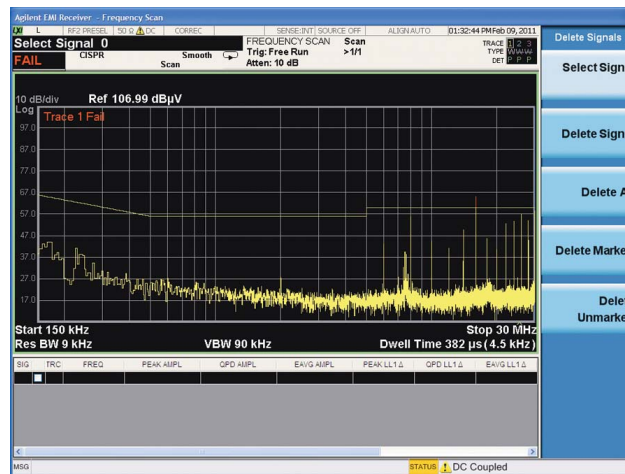 Agilent EMI Receiver - Frequency Scan
LXI L RF2 PRESEL 50 Ω DC CORREC SENSE:INT SOURCE OFF ALIGN AUTO 01:32:44 PM Feb 09, 2011
Select Signal 0 FREQUENCY SCAN Scan TRACE 1 2 3
FAIL CISPR Smooth Trig: Free Run >1/1 TYPE WWWW
Scan Atten: 10 dB DET P P P
10 dB/div Ref 106.99 dBµV
Log
Trace 1 Fail
97.0
87.0
77.0
67.0
57.0
47.0
37.0
27.0
17.0
Start 150 kHz Stop 30 MHz
Res BW 9 kHz VBW 90 kHz Dwell Time 382 µs (4.5 kHz)
SIG TRC FREQ PEAK AMPL QPD AMPL EAVG AMPL PEAK LL1 Δ QPD LL1 Δ EAVG LL1 Δ
MSG STATUS DC Coupled
Delete Signals
Select Sign
Delete Sign
Delete A
Delete Marke
Dele
Unmarke